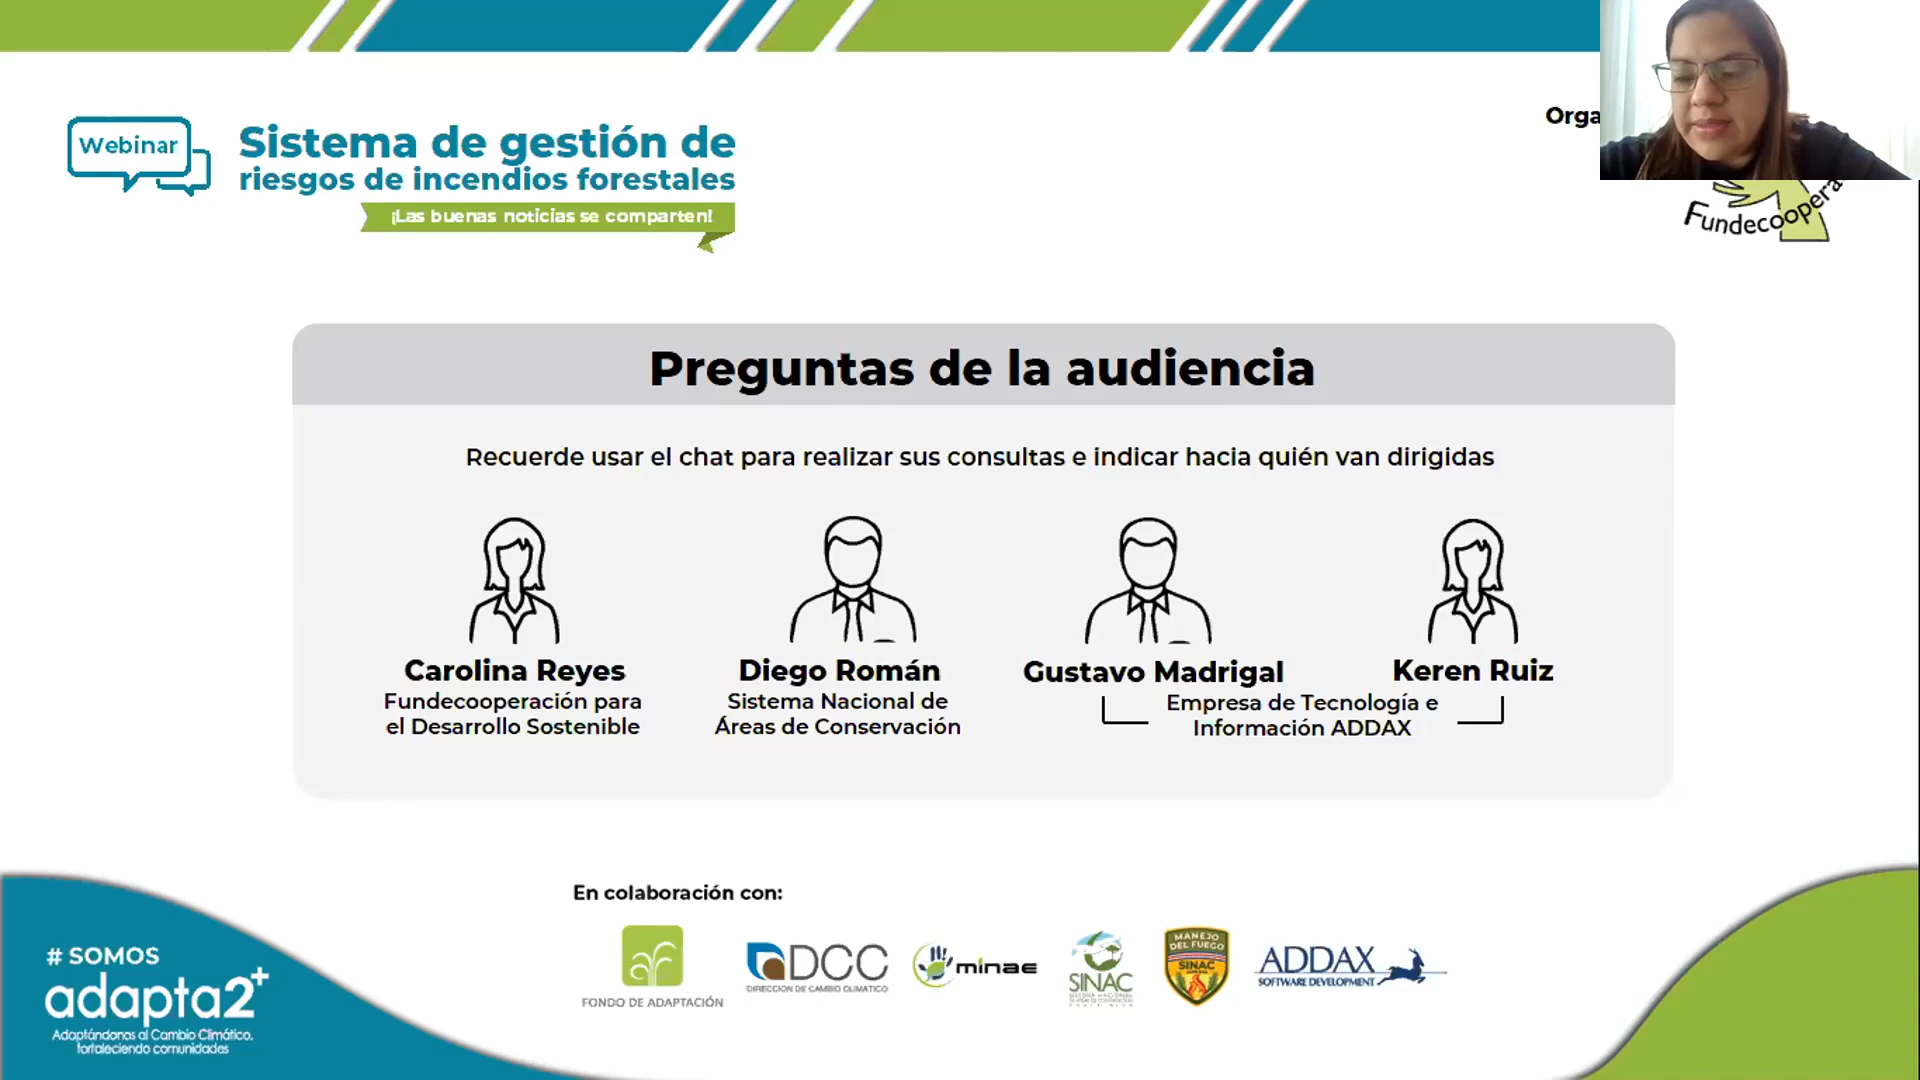 Webinar
Sistema de gestión de
riesgos de incendios forestales
¡Las buenas noticias se comparten!
Orga
Fundecoopera
Preguntas de la audiencia
Recuerde usar el chat para realizar sus consultas e indicar hacia quién van dirigidas
Carolina Reyes
Fundecooperación para
el Desarrollo Sostenible
Diego Román
Sistema Nacional de
Áreas de Conservación
Gustavo Madrigal
Keren Ruiz
Empresa de Tecnología e
Información ADDAX
En colaboración con:
FONDO DE ADAPTACIÓN
DCC
DIRECCIÓN DE CAMBIO CLIMÁTICO
minae
SINAC
MANEJO
DEL FUEGO
SINAC
ADDAX
SOFTWARE DEVELOPMENT
# SOMOS
adapta2+
Adaptándonos al Cambio Climático,
fortaleciendo comunidades